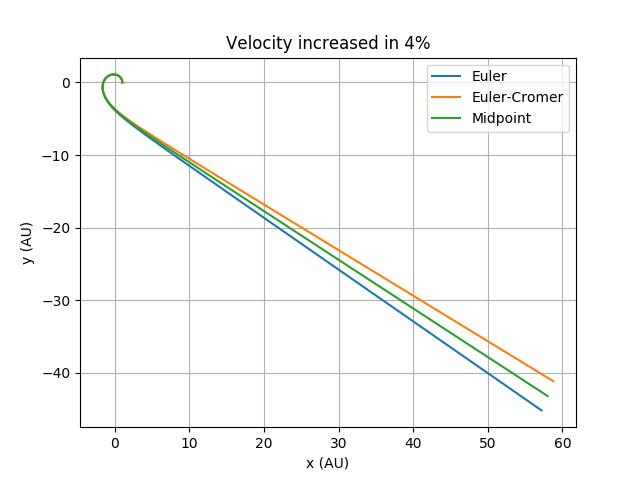 Velocity increased in 4%
Euler
Euler-Cromer
Midpoint
0
−10
−20
−30
−40
y (AU)
0 10 20 30 40 50 60
x (AU)